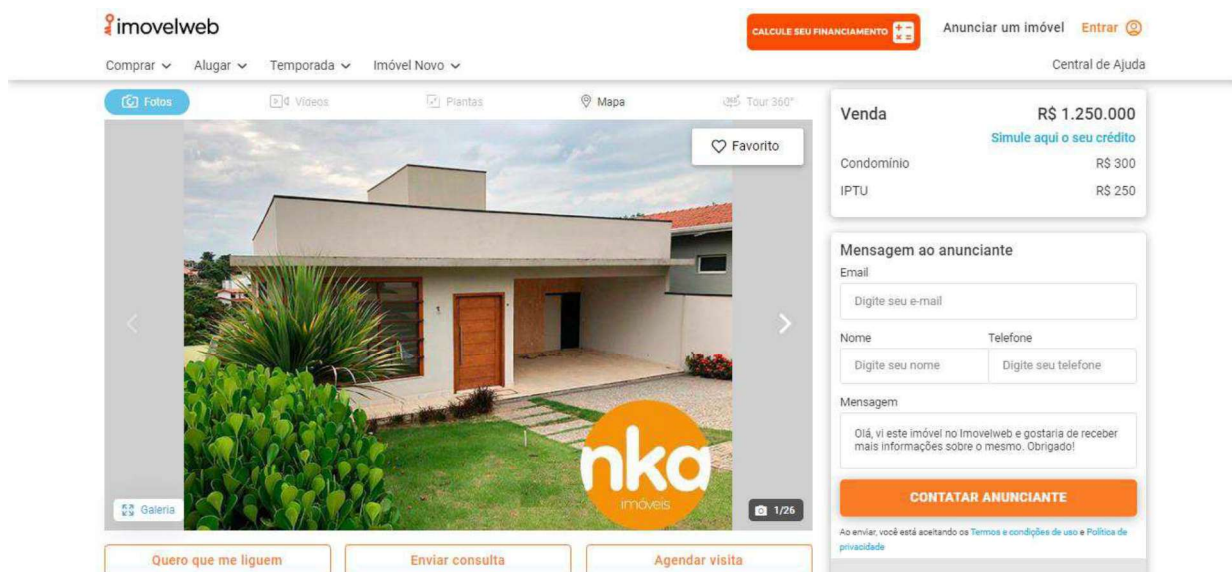 imovelweb
CALCULE SEU FINANCIAMENTO
Anunciar um imóvel
Entrar
Comprar
Alugar
Temporada
Imóvel Novo
Central de Ajuda
Fotos
Vídeos
Plantas
Mapa
Tour 360°
Favorito
nka
imóveis
Galeria
1/26
Quero que me liguem
Enviar consulta
Agendar visita
Venda R$ 1.250.000
Simule aqui o seu crédito
Condomínio R$ 300
IPTU R$ 250
Mensagem ao anunciante
Email
Digite seu e-mail
Nome Telefone
Digite seu nome Digite seu telefone
Mensagem
Olá, vi este imóvel no Imovelweb e gostaria de receber
mais informações sobre o mesmo. Obrigado!
CONTATAR ANUNCIANTE
Ao enviar, você está aceitando os Termos e condições de uso e Política de
privacidade